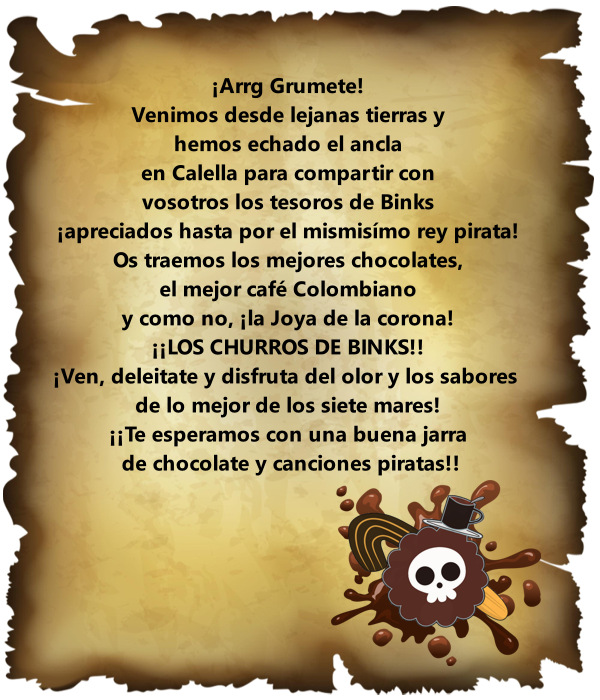 ¡Arrg Grumete!
Venimos desde lejanas tierras y
hemos echado el ancla
en Calella para compartir con
vosotros los tesoros de Binks
¡apreciados hasta por el mismisímo rey pirata!
Os traemos los mejores chocolates,
el mejor café Colombiano
y como no, ¡la Joya de la corona!
¡¡LOS CHURROS DE BINKS!!
¡Ven, deleitate y disfruta del olor y los sabores
de lo mejor de los siete mares!
¡¡Te esperamos con una buena jarra
de chocolate y canciones piratas!!